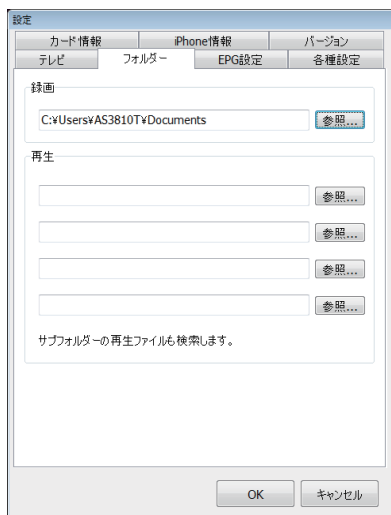 設定
カード情報 iPhone情報 バージョン
テレビ フォルダー EPG設定 各種設定
録画
C:¥Users¥AS3810T¥Documents 参照...
再生
参照...
参照...
参照...
参照...
サブフォルダーの再生ファイルも検索します。
OK キャンセル